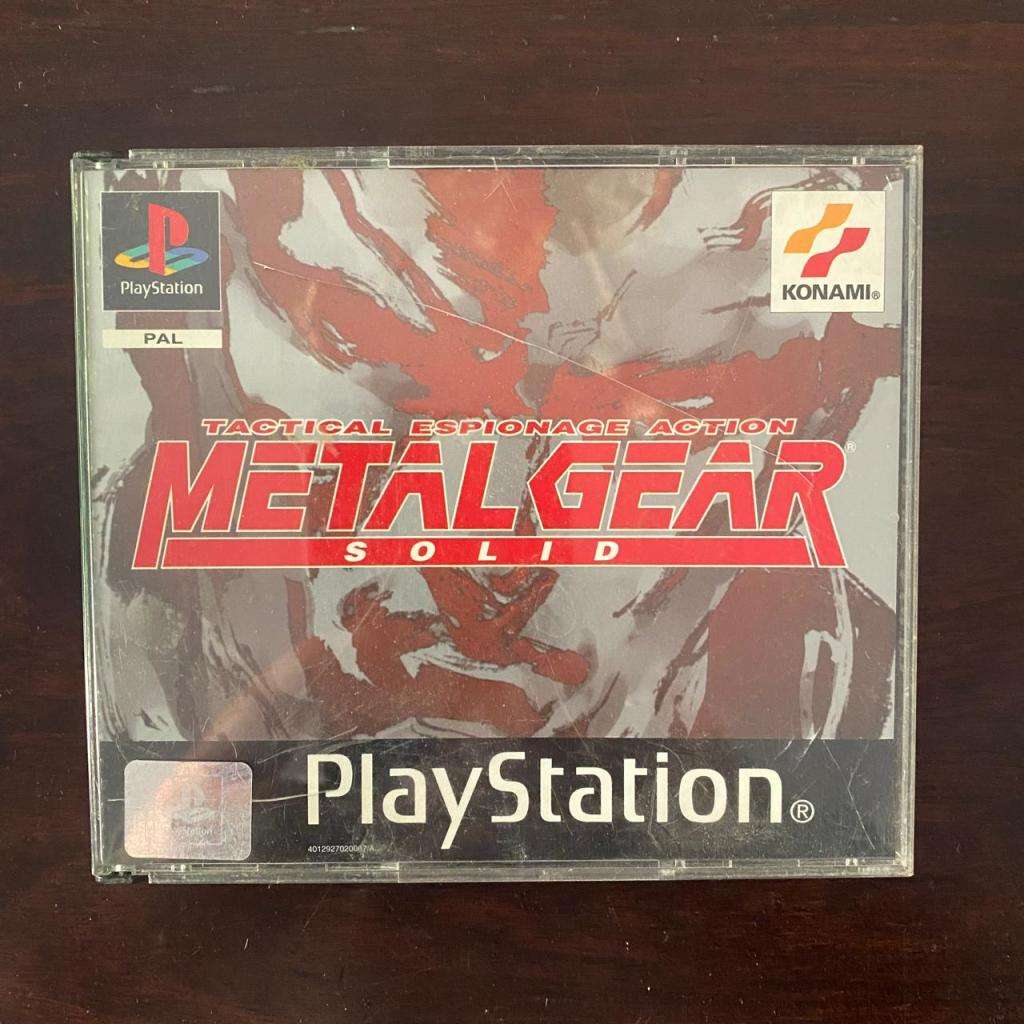 PlayStation
KONAMI®
PAL
TACTICAL ESPIONAGE ACTION
METAL GEAR®
SOLID
PlayStation®